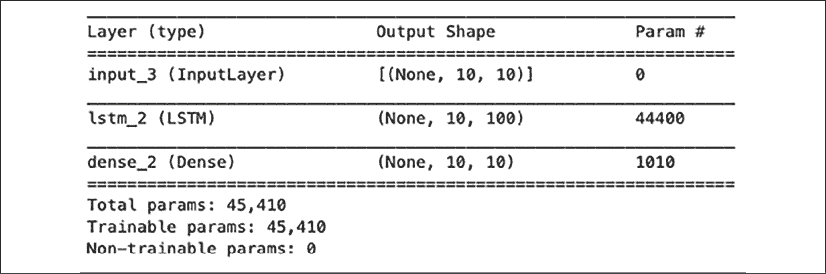 Layer (type) Output Shape Param #
input_3 (InputLayer) [(None, 10, 10)] 0
lstm_2 (LSTM) (None, 10, 100) 44400
dense_2 (Dense) (None, 10, 10) 1010
Total params: 45,410
Trainable params: 45,410
Non-trainable params: 0